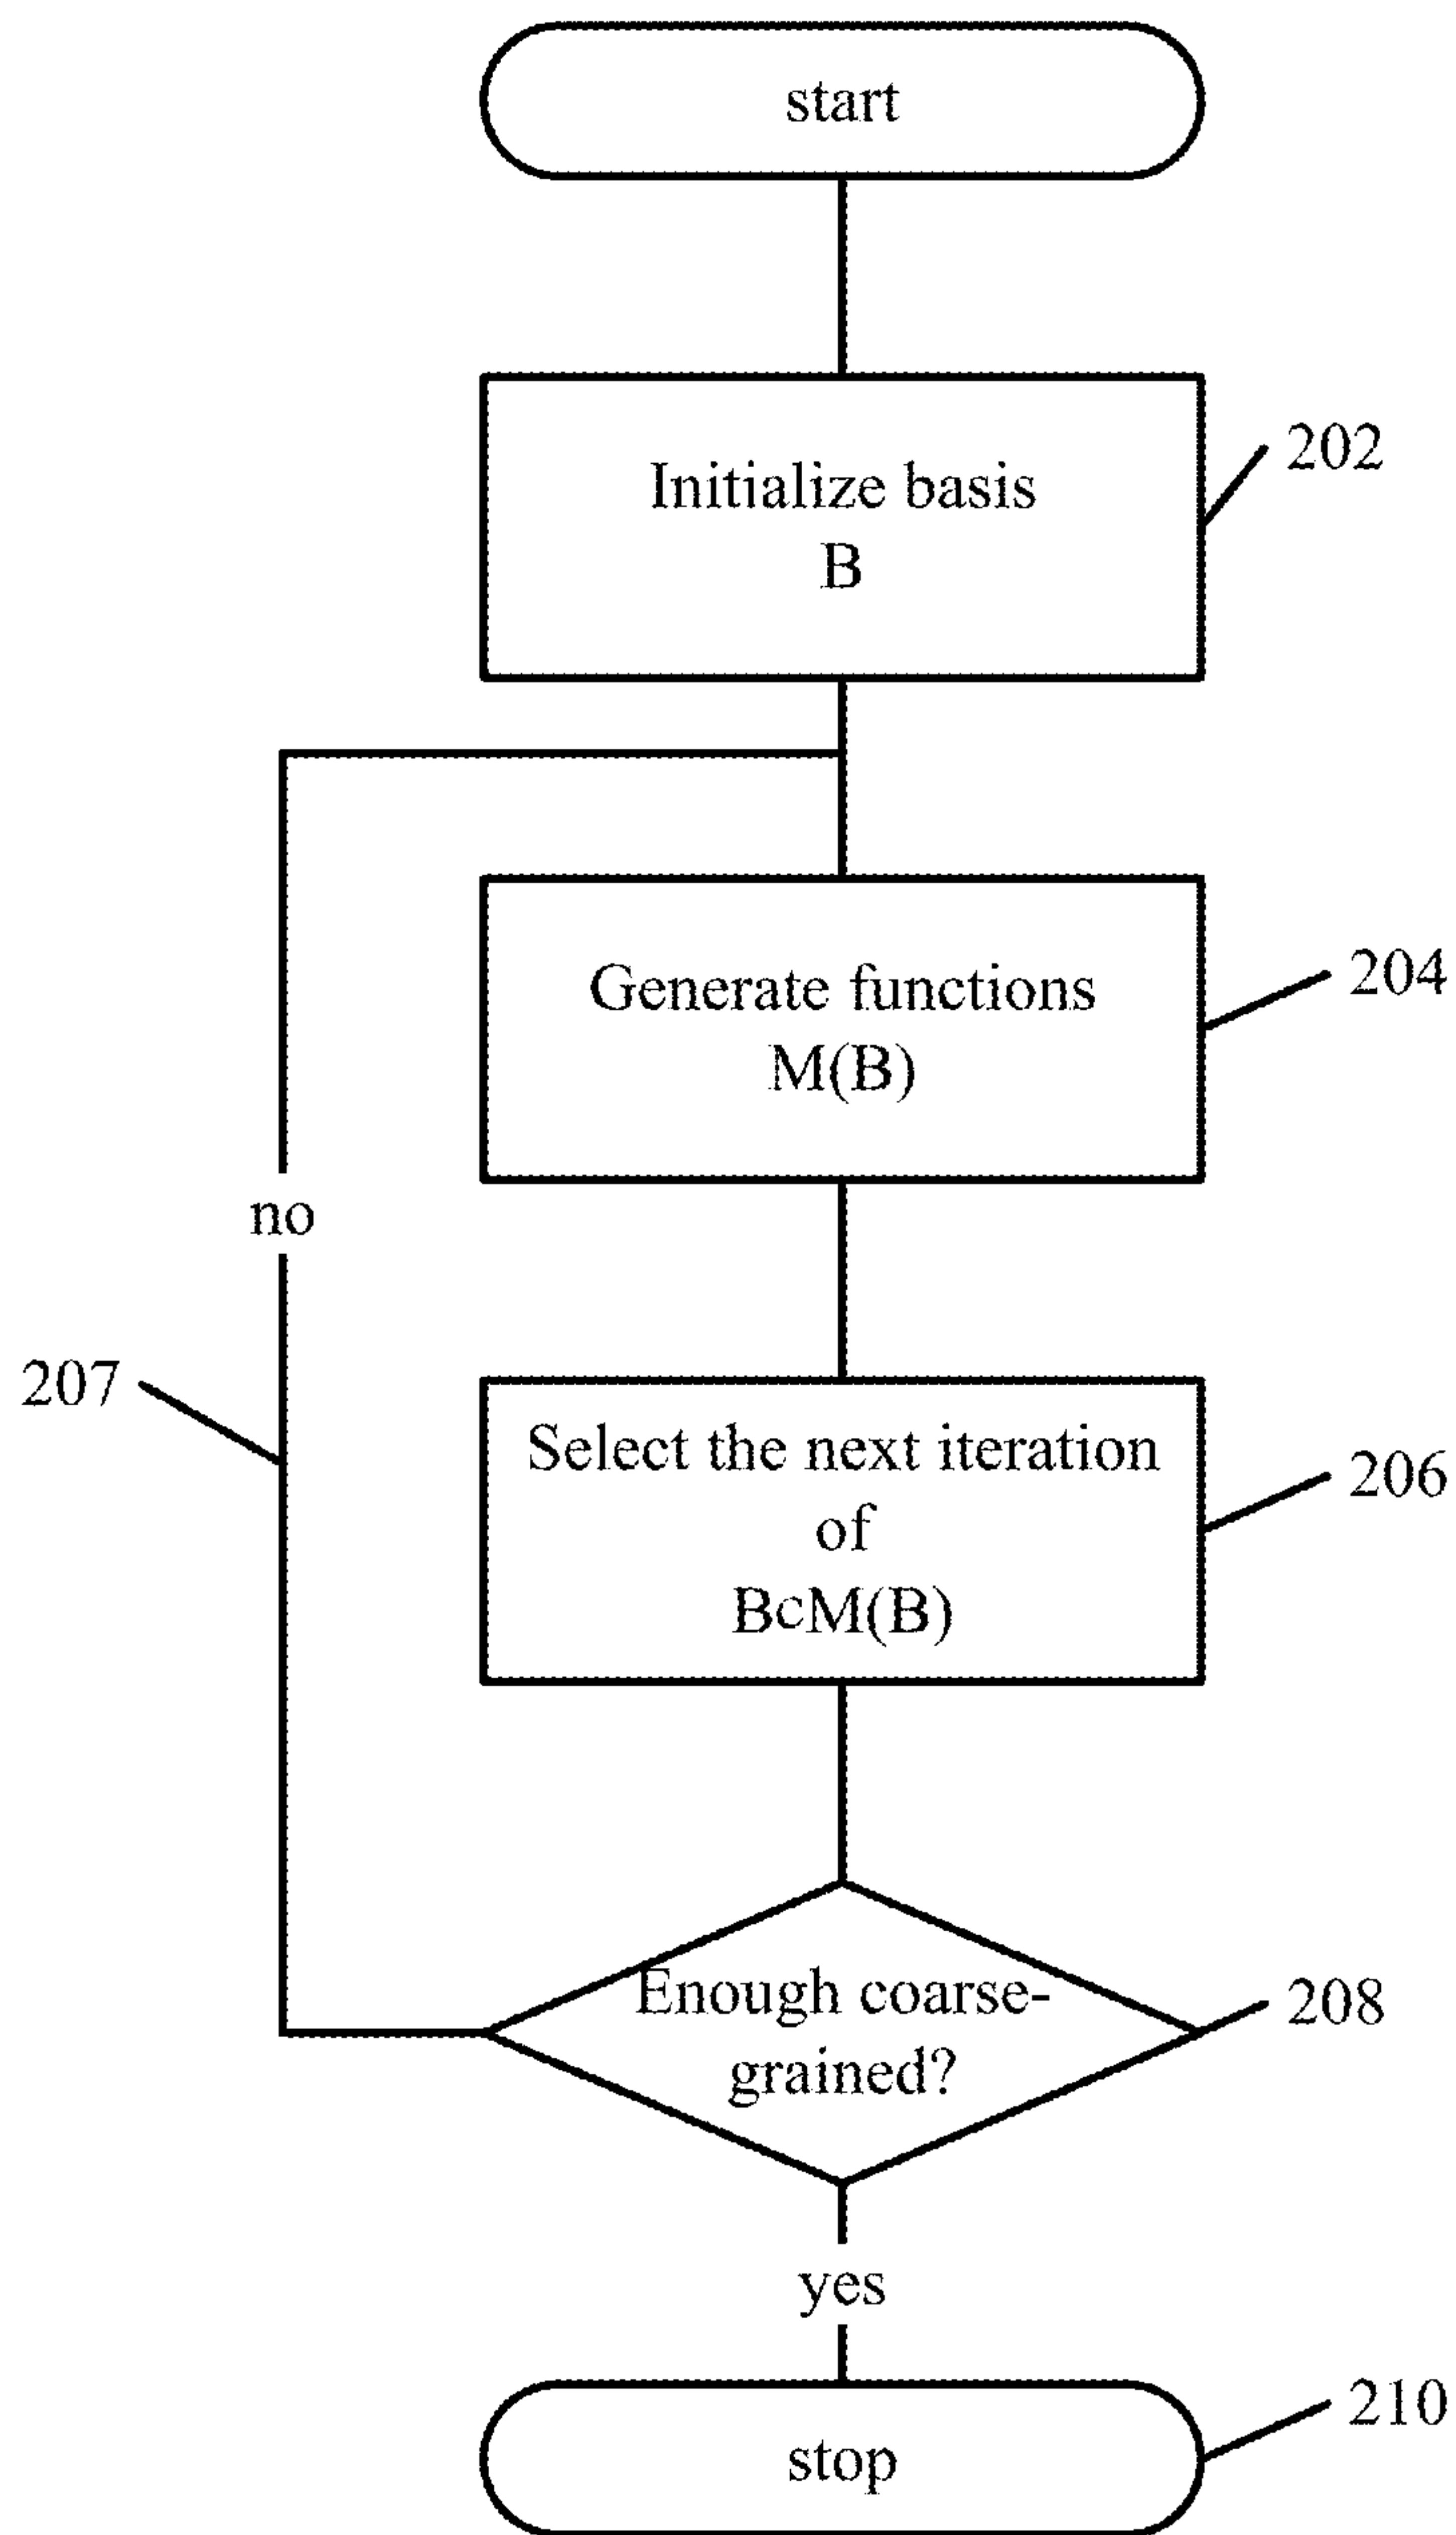 start
Initialize basis
B
202
Generate functions
M(B)
204
no
207
Select the next iteration
of
BcM(B)
206
Enough coarse-
grained?
208
yes
stop
210